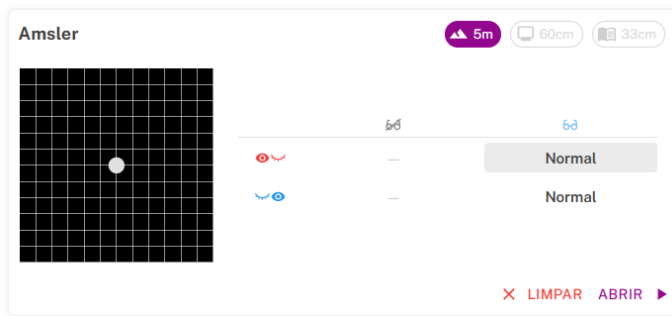 Amsler
5m
60cm
33cm
— Normal
— Normal
LIMPAR ABRIR